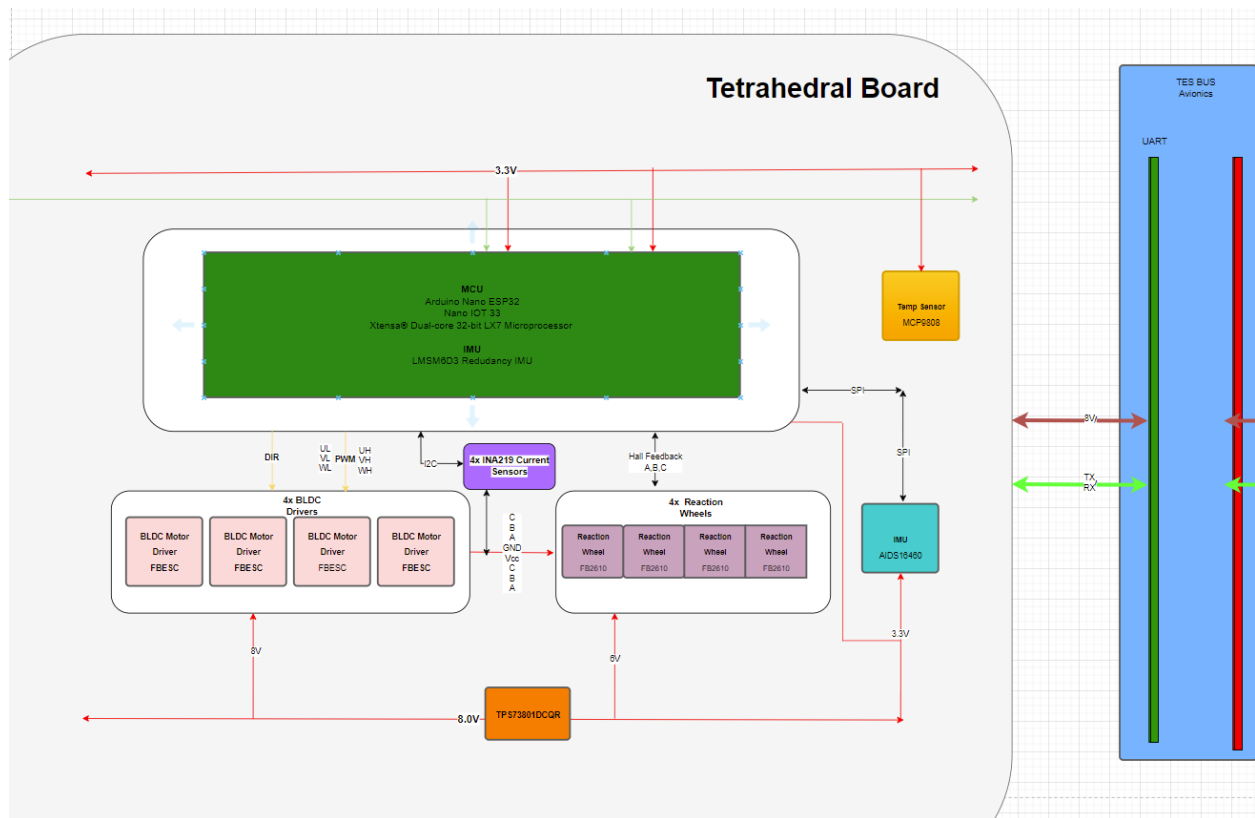 Tetrahedral Board
TES BUS
Avionics
UART
3.3V
MCU
Arduino Nano ESP32
Nano IOT 33
Xtensa® Dual-core 32-bit LX7 Microprocessor
IMU
LMSM6D3 Redudancy IMU
Temp Sensor
MCP9808
SPI
SPI
8V/
TX/
RX
DIR
UL
VL
WL
PWM
UH
VH
WH
I2C
4x INA219 Current
Sensors
Hall Feedback
A,B,C
4x BLDC
Drivers
BLDC Motor
Driver
FBESC
BLDC Motor
Driver
FBESC
BLDC Motor
Driver
FBESC
BLDC Motor
Driver
FBESC
C
B
A
GND
Vcc
C
B
A
4x Reaction
Wheels
Reaction
Wheel
FB2610
Reaction
Wheel
FB2610
Reaction
Wheel
FB2610
Reaction
Wheel
FB2610
IMU
AIDS16460
8V
6V
3.3V
8.0V
TPS73801DCQR